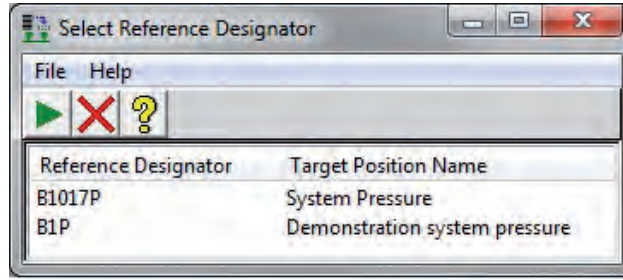 Select Reference Designator
File Help
Reference Designator Target Position Name
B1017P System Pressure
B1P Demonstration system pressure